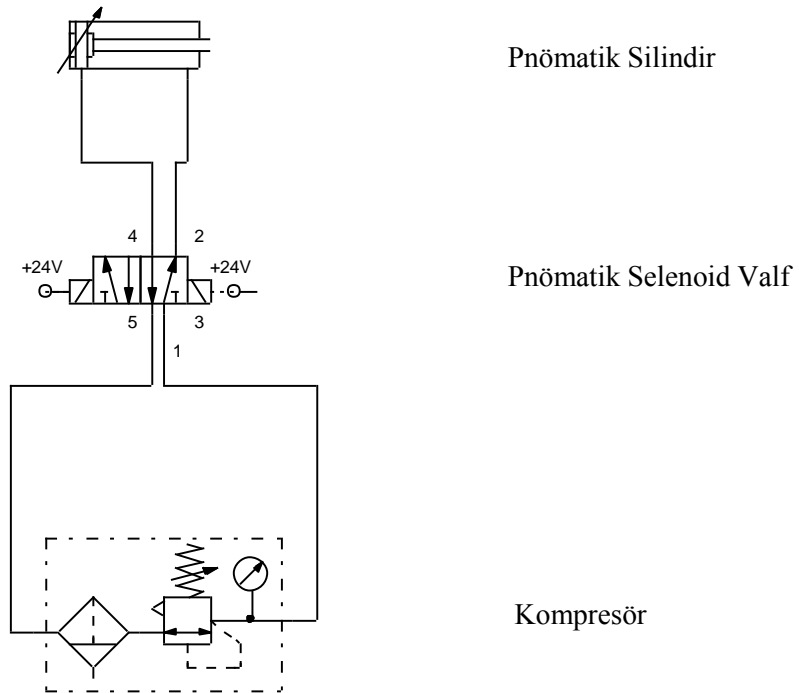 Pnömatik Silindir
4 2
+24V +24V
Pnömatik Selenoid Valf
5 3
1
Kompresör